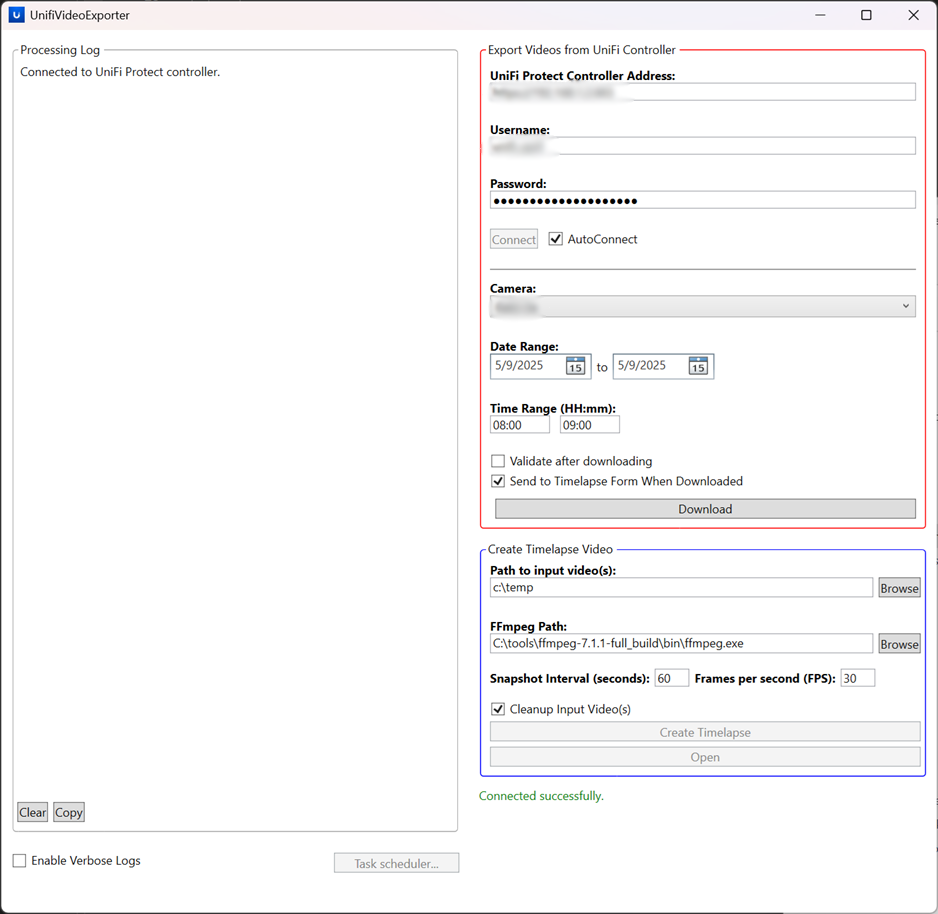 UnifiVideoExporter
Processing Log
Connected to UniFi Protect controller.
Clear Copy
Enable Verbose Logs
Task scheduler...
Export Videos from UniFi Controller
UniFi Protect Controller Address:
Username:
Password:
Connect AutoConnect
Camera:
Date Range:
5/9/2025 15 to 5/9/2025 15
Time Range (HH:mm):
08:00 09:00
Validate after downloading
Send to Timelapse Form When Downloaded
Download
Create Timelapse Video
Path to input video(s):
c:\temp Browse
FFmpeg Path:
C:\tools\ffmpeg-7.1.1-full_build\bin\ffmpeg.exe Browse
Snapshot Interval (seconds): 60 Frames per second (FPS): 30
Cleanup Input Video(s)
Create Timelapse
Open
Connected successfully.